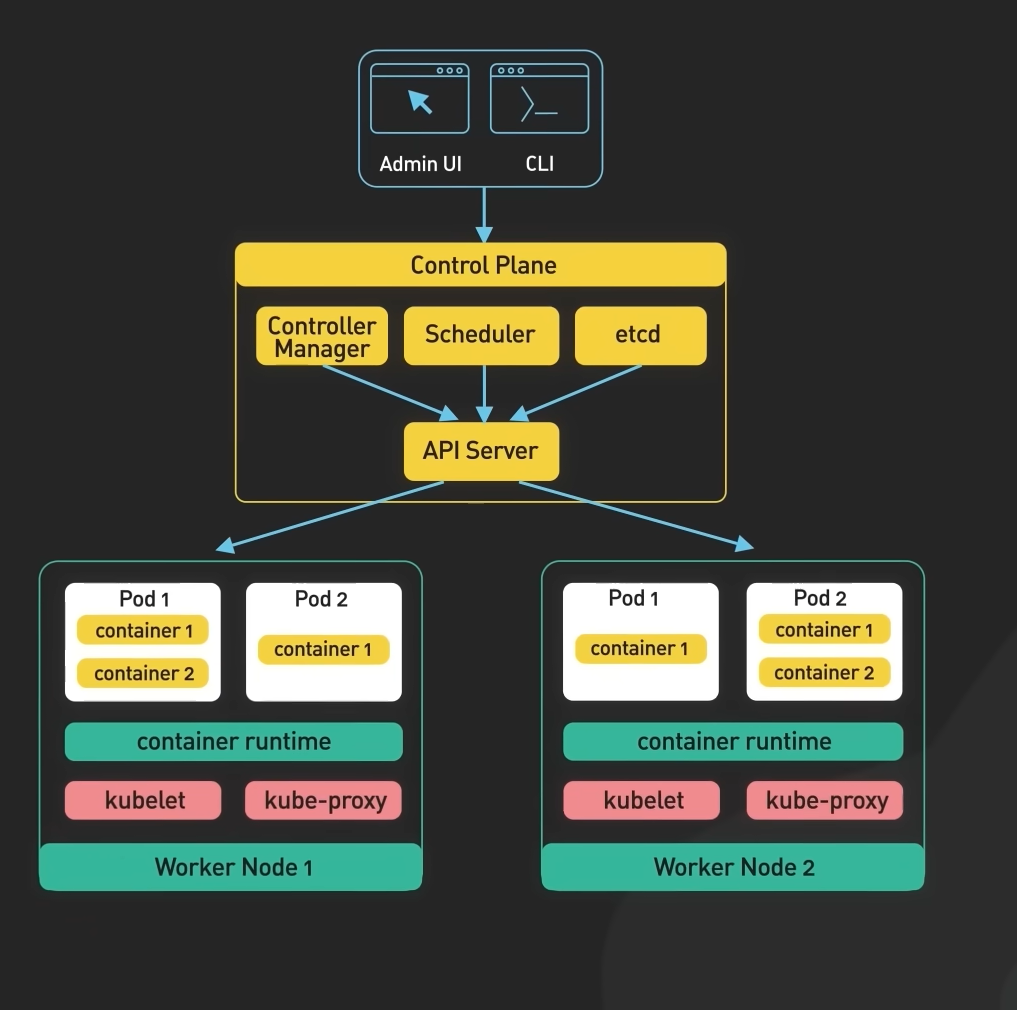 Admin UI
CLI
Control Plane
Controller
Manager
Scheduler
etcd
API Server
Pod 1
container 1
container 2
Pod 2
container 1
container runtime
kubelet
kube-proxy
Worker Node 1
Pod 1
container 1
Pod 2
container 1
container 2
container runtime
kubelet
kube-proxy
Worker Node 2